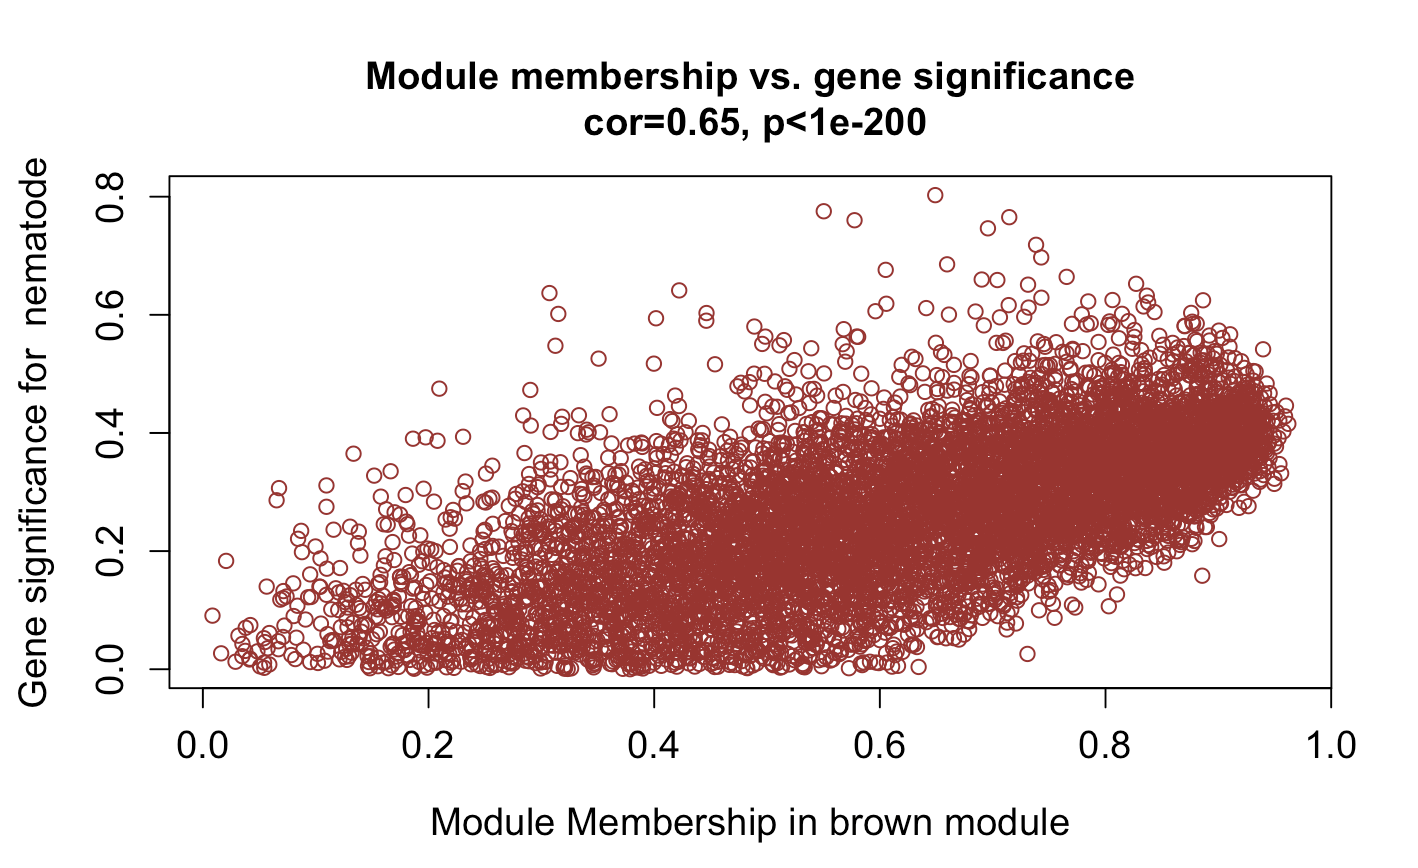 Module membership vs. gene significance
cor=0.65, p<1e-200
Gene significance for  nematode
0.8
0.6
0.4
0.2
0.0
0.0 0.2 0.4 0.6 0.8 1.0
Module Membership in brown module